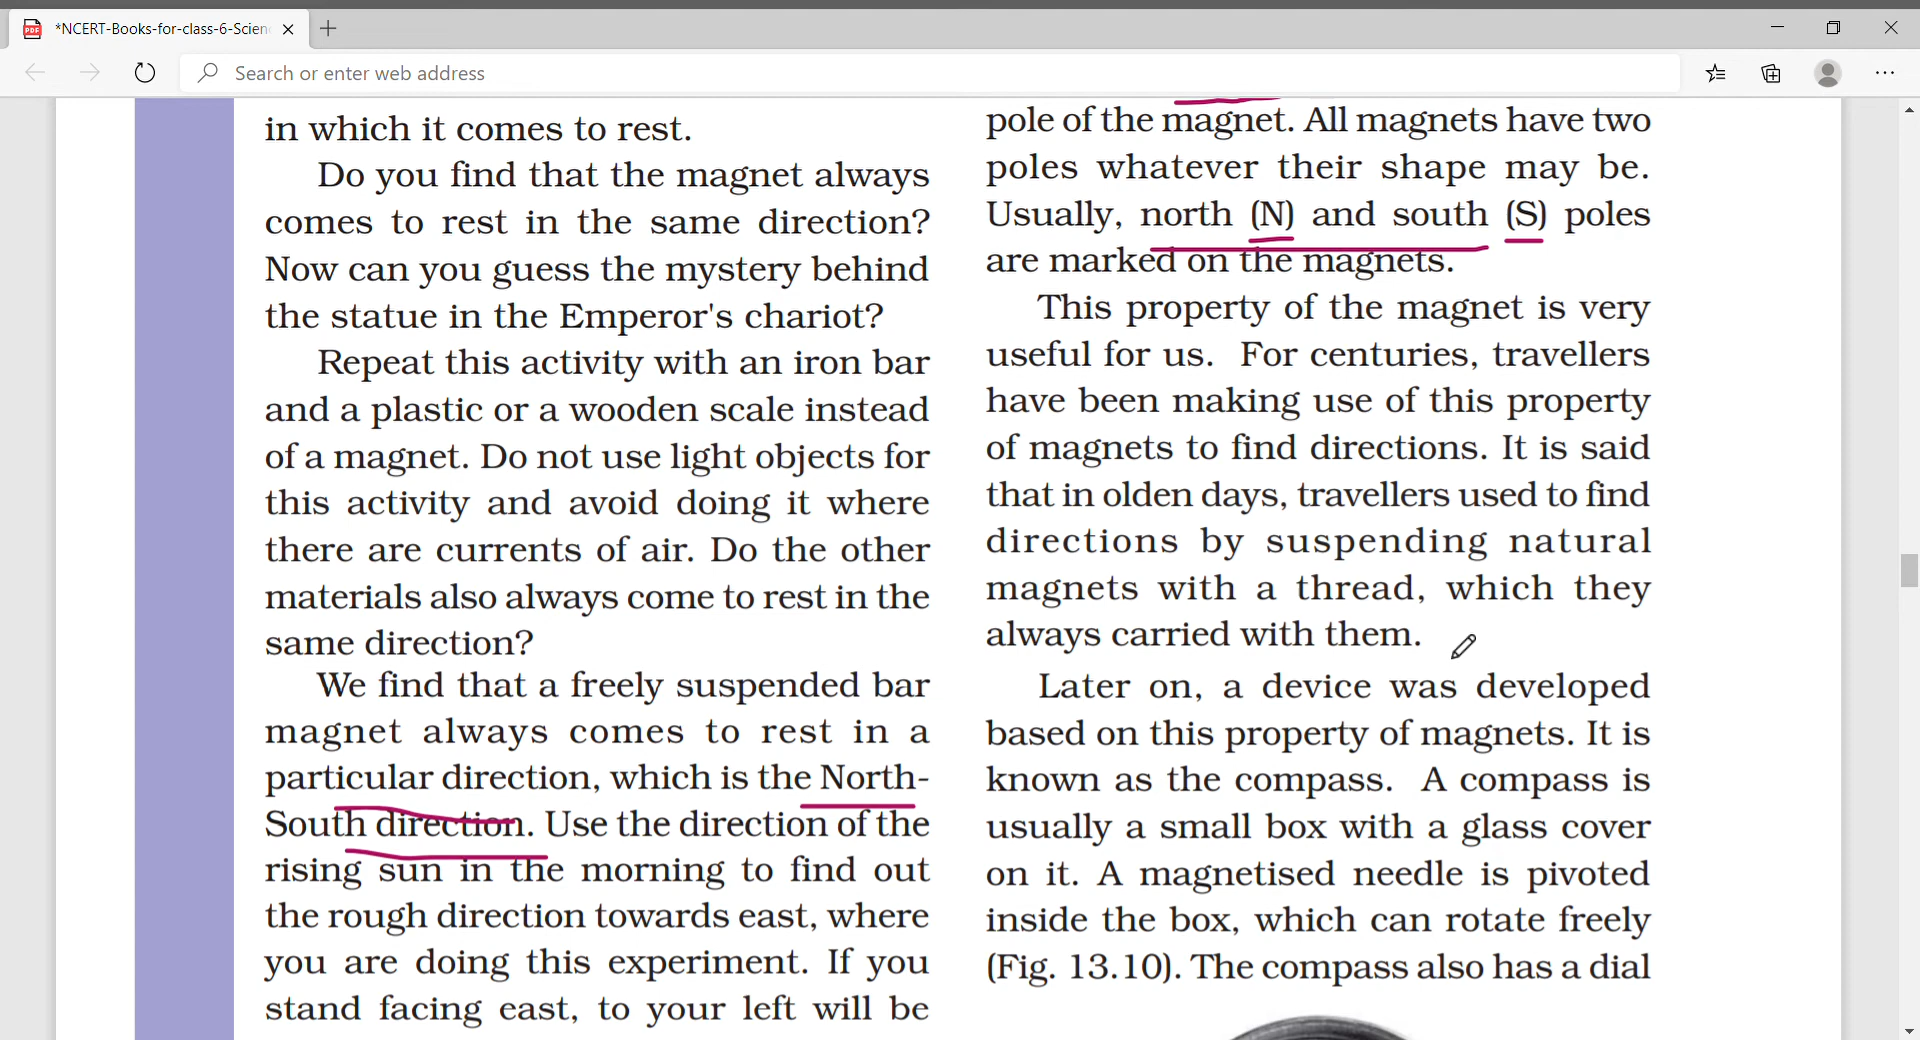 *NCERT-Books-for-class-6-Scien
Search or enter web address
in which it comes to rest.
Do you find that the magnet always
comes to rest in the same direction?
Now can you guess the mystery behind
the statue in the Emperor's chariot?
Repeat this activity with an iron bar
and a plastic or a wooden scale instead
of a magnet. Do not use light objects for
this activity and avoid doing it where
there are currents of air. Do the other
materials also always come to rest in the
same direction?
We find that a freely suspended bar
magnet always comes to rest in a
particular direction, which is the North-
South direction. Use the direction of the
rising sun in the morning to find out
the rough direction towards east, where
you are doing this experiment. If you
stand facing east, to your left will be
pole of the magnet. All magnets have two
poles whatever their shape may be.
Usually, north (N) and south (S) poles
are marked on the magnets.
This property of the magnet is very
useful for us. For centuries, travellers
have been making use of this property
of magnets to find directions. It is said
that in olden days, travellers used to find
directions by suspending natural
magnets with a thread, which they
always carried with them.
Later on, a device was developed
based on this property of magnets. It is
known as the compass. A compass is
usually a small box with a glass cover
on it. A magnetised needle is pivoted
inside the box, which can rotate freely
(Fig. 13.10). The compass also has a dial